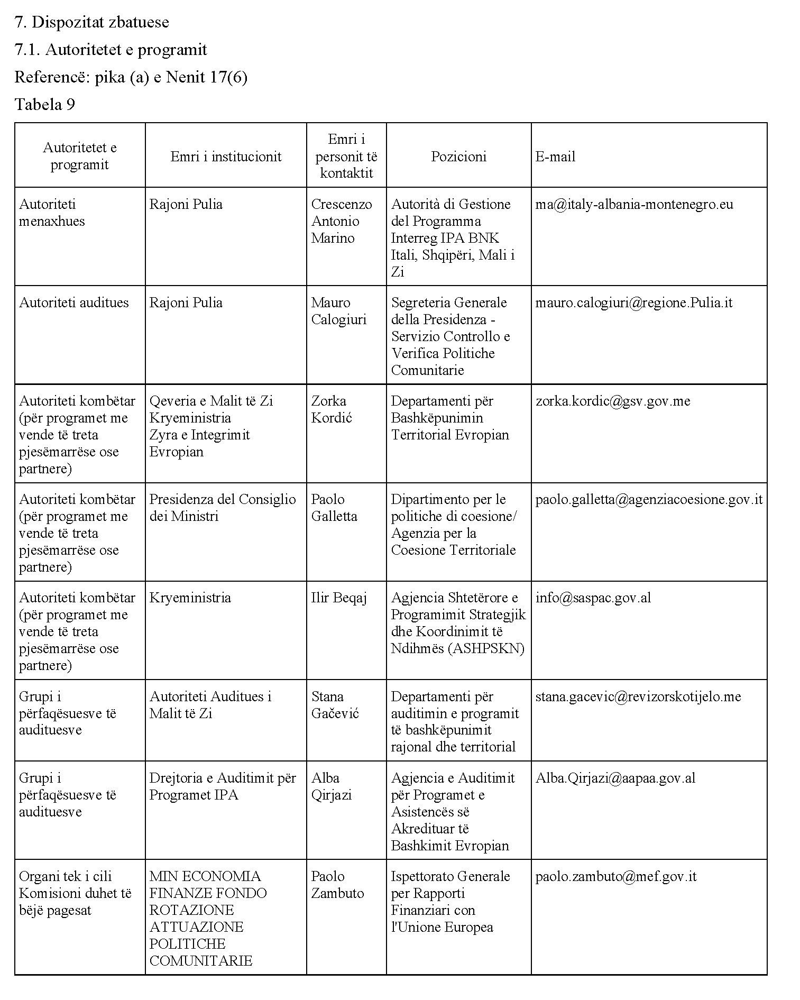 7. Dispozitat zbatuese
7.1. Autoritetet e programit
Referencë: pika (a) e Nenit 17(6)
Tabela 9
Autoritetet e
programit
Emri i institucionit
Emri i
personit të
kontaktit
Pozicioni
E-mail
Autoriteti
menaxhues
Rajoni Pulia
Crescenzo
Antonio
Marino
Autorità di Gestione
del Programma
Interreg IPA BNK
Itali, Shqipëri, Mali i
Zi
ma@italy-albania-montenegro.eu
Autoriteti auditues
Rajoni Pulia
Mauro
Calogiuri
Segreteria Generale
della Presidenza -
Servizio Controllo e
Verifica Politiche
Comunitarie
mauro.calogiuri@regione.Pulia.it
Autoriteti kombëtar
(për programet me
vende të treta
pjesëmarrëse ose
partnere)
Qeveria e Malit të Zi
Kryeministria
Zyra e Integrimit
Evropian
Zorka
Kordić
Departamenti për
Bashkëpunimin
Territorial Evropian
zorka.kordic@gsv.gov.me
Autoriteti kombëtar
(për programet me
vende të treta
pjesëmarrëse ose
partnere)
Presidenza del Consiglio
dei Ministri
Paolo
Galletta
Dipartimento per le
politiche di coesione/
Agenzia per la
Coesione Territoriale
paolo.galletta@agenziacoesione.gov.it
Autoriteti kombëtar
(për programet me
vende të treta
pjesëmarrëse ose
partnere)
Kryeministria
Ilir Beqaj
Agjencia Shtetërore e
Programimit Strategjik
dhe Koordinimit të
Ndihmës (ASHPSKN)
info@saspac.gov.al
Grupi i
përfaqësuesve të
audituesve
Autoriteti Auditues i
Malit të Zi
Stana
Gačević
Departamenti për
auditimin e programit
të bashkëpunimit
rajonal dhe territorial
stana.gacevic@revizorskotijelo.me
Grupi i
përfaqësuesve të
audituesve
Drejtoria e Auditimit për
Programet IPA
Alba
Qirjazi
Agjencia e Auditimit
për Programet e
Asistencës së
Akredituar të
Bashkimit Evropian
Alba.Qirjazi@aapaa.gov.al
Organi tek i cili
Komisioni duhet të
bëjë pagesat
MIN ECONOMIA
FINANZE FONDO
ROTAZIONE
ATTUAZIONE
POLITICHE
COMUNITARIE
Paolo
Zambuto
Ispettorato Generale
per Rapporti
Finanziari con
l'Unione Europea
paolo.zambuto@mef.gov.it